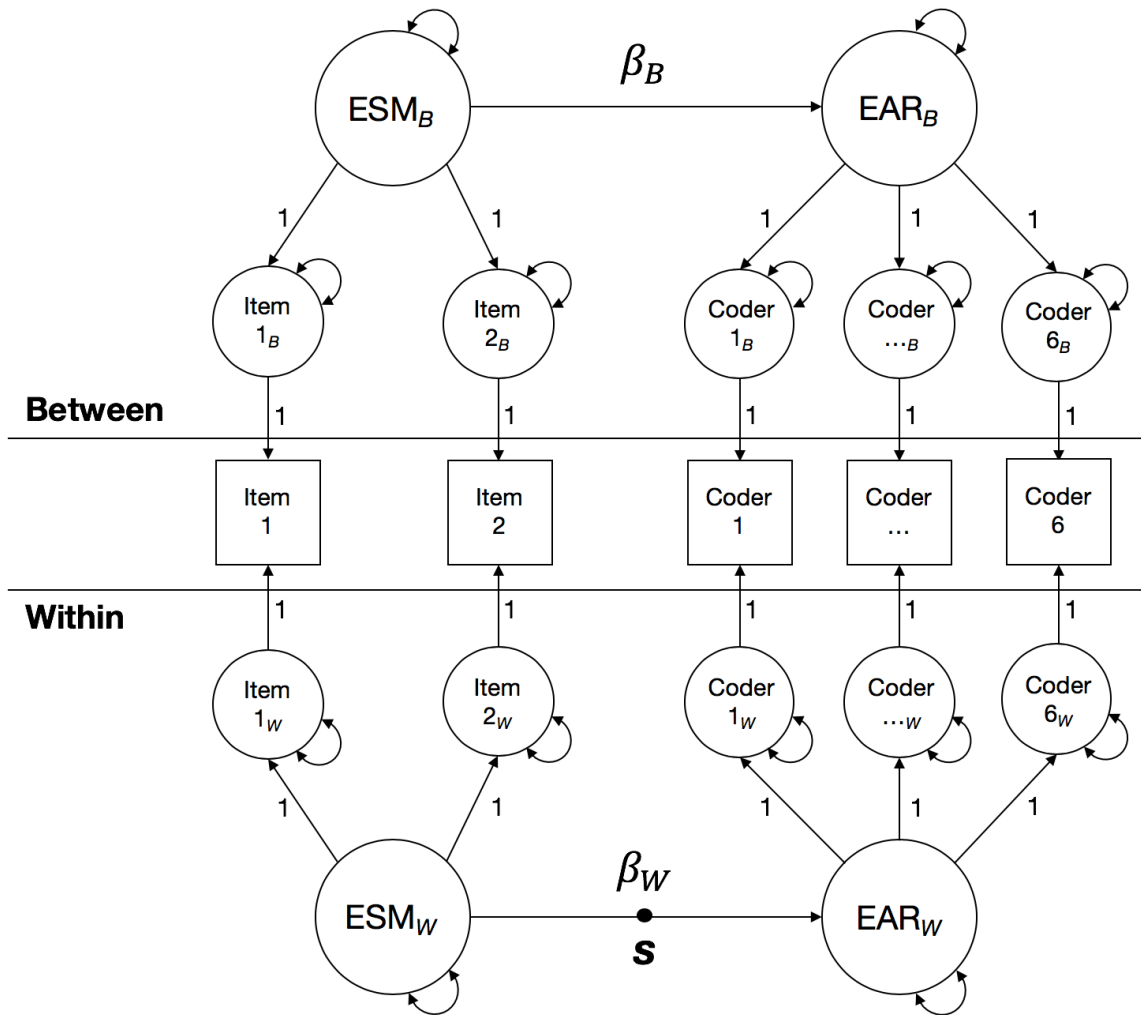 β_B
ESM_B
EAR_B
1 1 1 1 1
Item 1_B
Item 2_B
Coder 1_B
Coder ..._B
Coder 6_B
Between
1 1 1 1 1
Item 1
Item 2
Coder 1
Coder ...
Coder 6
Within
1 1 1 1 1
Item 1_W
Item 2_W
Coder 1_W
Coder ..._W
Coder 6_W
1 1 1 1 1
β_W
ESM_W
EAR_W
s